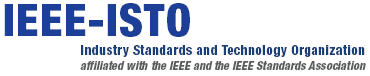 IEEE-ISTO
Industry Standards and Technology Organization
affiliated with the IEEE and the IEEE Standards Association